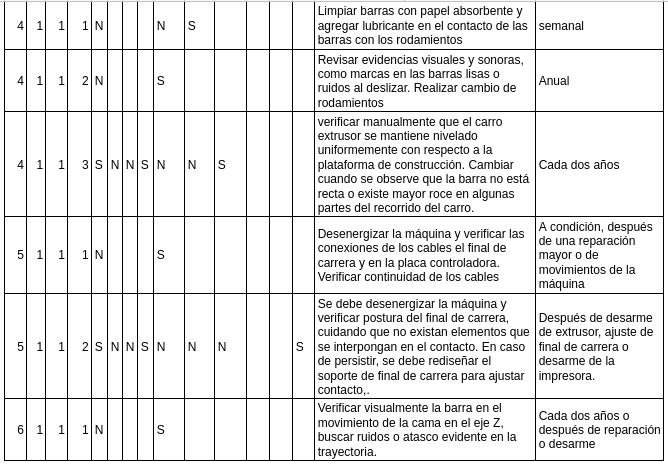 Limpiar barras con papel absorbente y
agregar lubricante en el contacto de las
barras con los rodamientos
4 1 1 1 N N S semanal
Revisar evidencias visuales y sonoras,
como marcas en las barras lisas o
ruidos al deslizar. Realizar cambio de
rodamientos
4 1 1 2 N S Anual
verificar manualmente que el carro
extrusor se mantiene nivelado
uniformemente con respecto a la
plataforma de construcción. Cambiar
cuando se observe que la barra no está
recta o existe mayor roce en algunas
partes del recorrido del carro.
4 1 1 3 S N N S N N S Cada dos años
Desenergizar la máquina y verificar las
conexiones de los cables el final de
carrera y en la placa controladora.
Verificar continuidad de los cables
5 1 1 1 N S
A condición, después
de una reparación
mayor o de
movimientos de la
máquina
Se debe desenergizar la máquina y
verificar postura del final de carrera,
cuidando que no existan elementos que
se interpongan en el contacto. En caso
de persistir, se debe rediseñar el
soporte de final de carrera para ajustar
contacto,.
5 1 1 2 S N N S N N N S
Después de desarme
de extrusor, ajuste de
final de carrera o
desarme de la
impresora.
Verificar visualmente la barra en el
movimiento de la cama en el eje Z,
buscar ruidos o atasco evidente en la
trayectoria.
6 1 1 1 N S
Cada dos años o
después de reparación
o desarme